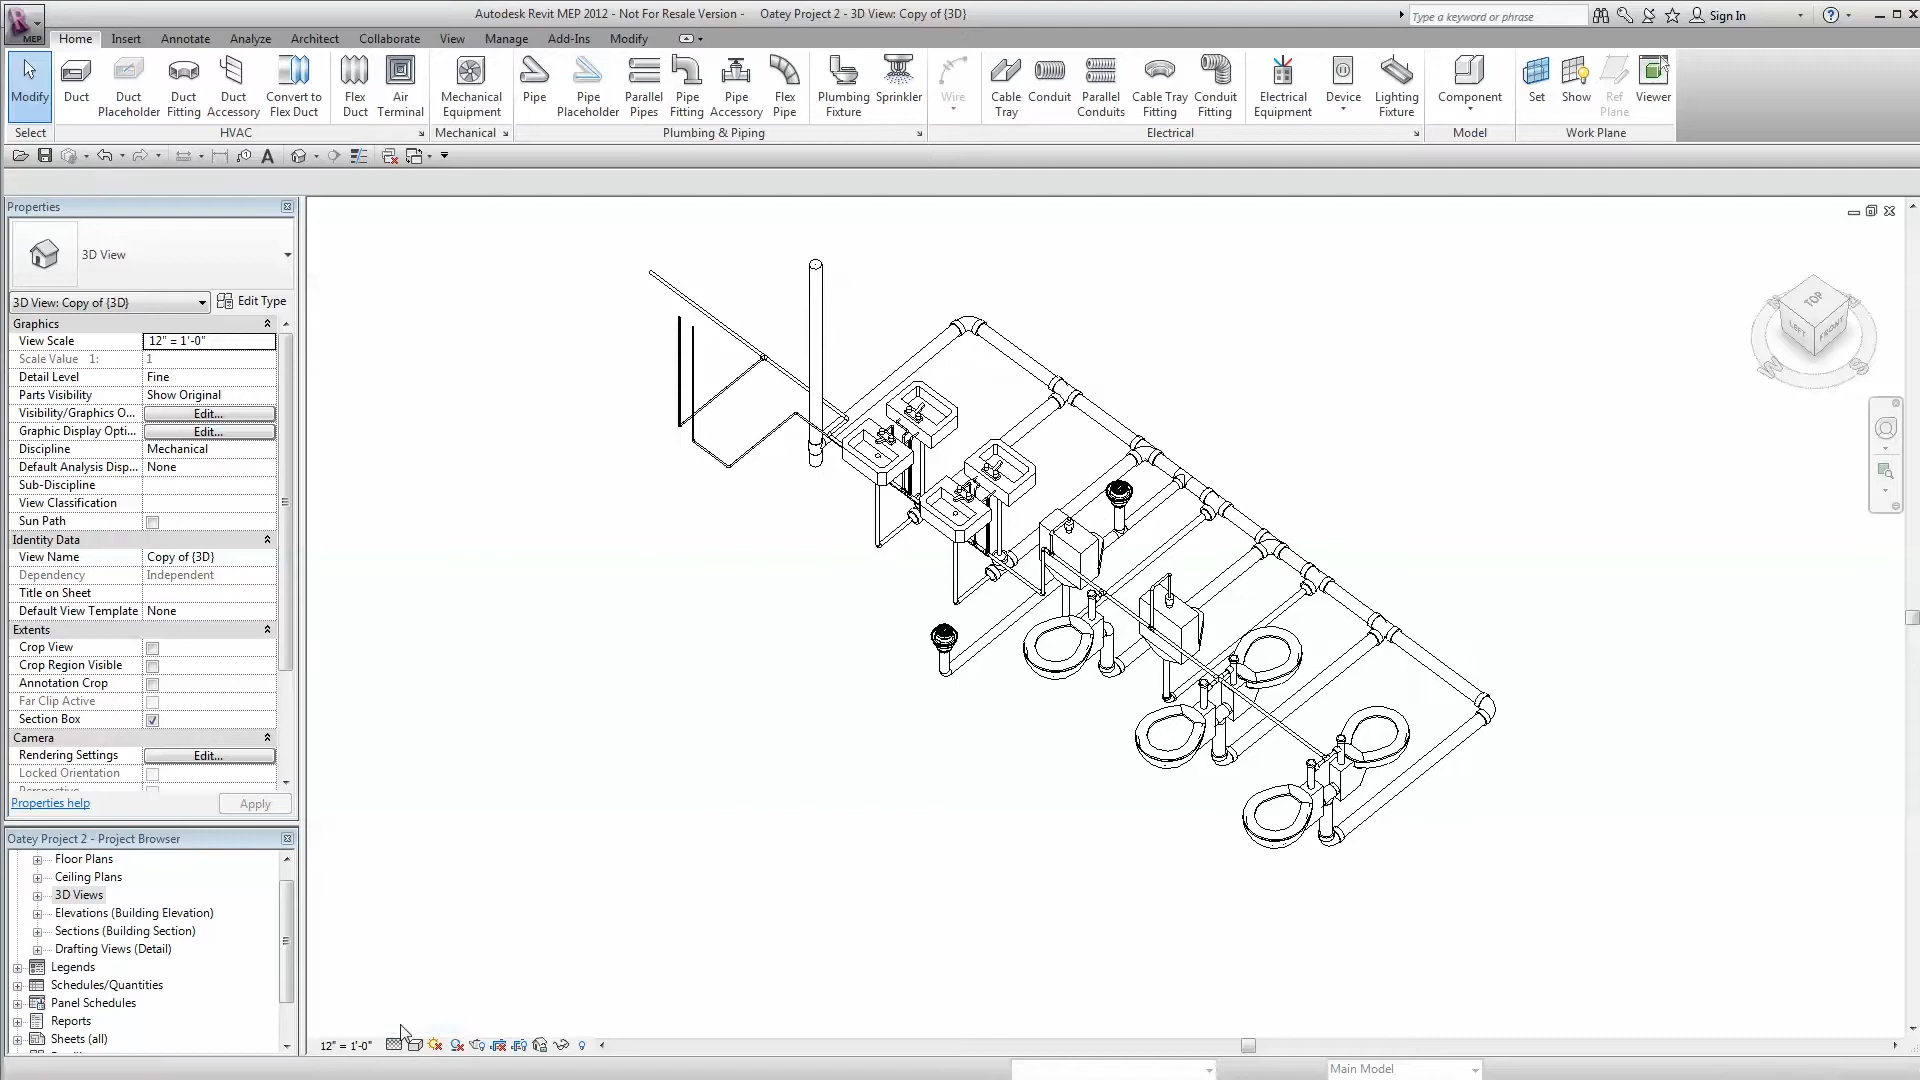 Autodesk Revit MEP 2012 - Not For Resale Version - Oatey Project 2 - 3D View: Copy of {3D}
Type a keyword or phrase
Sign In
MEP
Home Insert Annotate Analyze Architect Collaborate View Manage Add-Ins Modify
Modify
Duct
Duct Placeholder
Duct Fitting
Duct Accessory
Convert to Flex Duct
Flex Duct
Air Terminal
Mechanical Equipment
Pipe
Pipe Placeholder
Parallel Pipes
Pipe Fitting
Pipe Accessory
Flex Pipe
Plumbing Fixture
Sprinkler
Wire
Cable Tray
Conduit
Parallel Conduits
Cable Tray Fitting
Conduit Fitting
Electrical Equipment
Device
Lighting Fixture
Component
Set
Show
Ref Plane
Viewer
Select HVAC Mechanical Plumbing & Piping Electrical Model Work Plane
Properties
3D View
3D View: Copy of {3D} Edit Type
Graphics
View Scale 12" = 1'-0"
Scale Value 1: 1
Detail Level Fine
Parts Visibility Show Original
Visibility/Graphics O... Edit...
Graphic Display Opti... Edit...
Discipline Mechanical
Default Analysis Disp... None
Sub-Discipline
View Classification
Sun Path
Identity Data
View Name Copy of {3D}
Dependency Independent
Title on Sheet
Default View Template None
Extents
Crop View
Crop Region Visible
Annotation Crop
Far Clip Active
Section Box
Camera
Rendering Settings Edit...
Locked Orientation
Perspective
Properties help Apply
Oatey Project 2 - Project Browser
Floor Plans
Ceiling Plans
3D Views
Elevations (Building Elevation)
Sections (Building Section)
Drafting Views (Detail)
Legends
Schedules/Quantities
Panel Schedules
Reports
Sheets (all)
TOP
LEFT FRONT
W S
12" = 1'-0"
Main Model